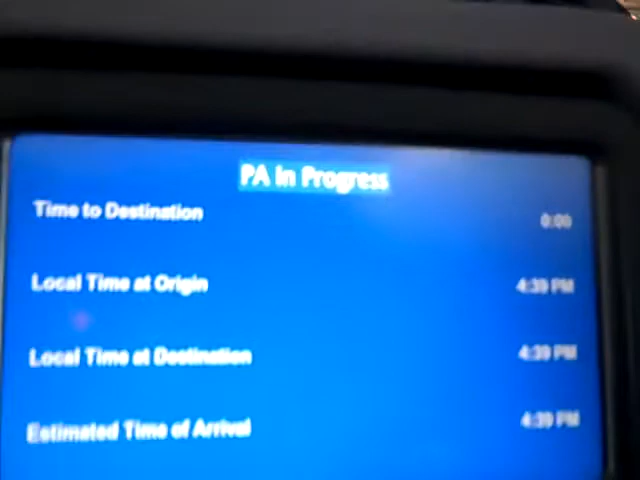 PA In Progress
Time to Destination 0:00
Local Time at Origin 4:39 PM
Local Time at Destination 4:39 PM
Estimated Time of Arrival 4:39 PM